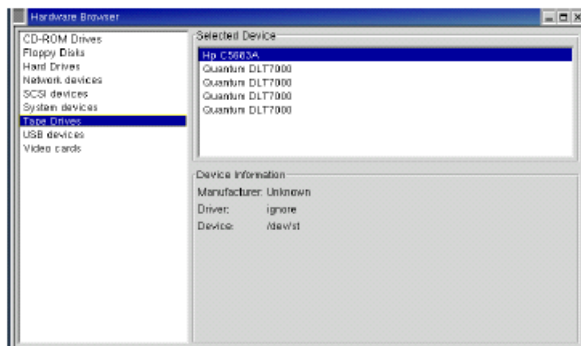 Hardware Browser
CD-ROM Drives
Floppy Disks
Hard Drives
Network devices
SCSI devices
System devices
Tape Drives
USB devices
Video cards
Selected Device
Hp C5683A
Quantum DLT7000
Quantum DLT7000
Quantum DLT7000
Quantum DLT7000
Device Information
Manufacturer: Unknown
Driver: ignore
Device: /dev/st